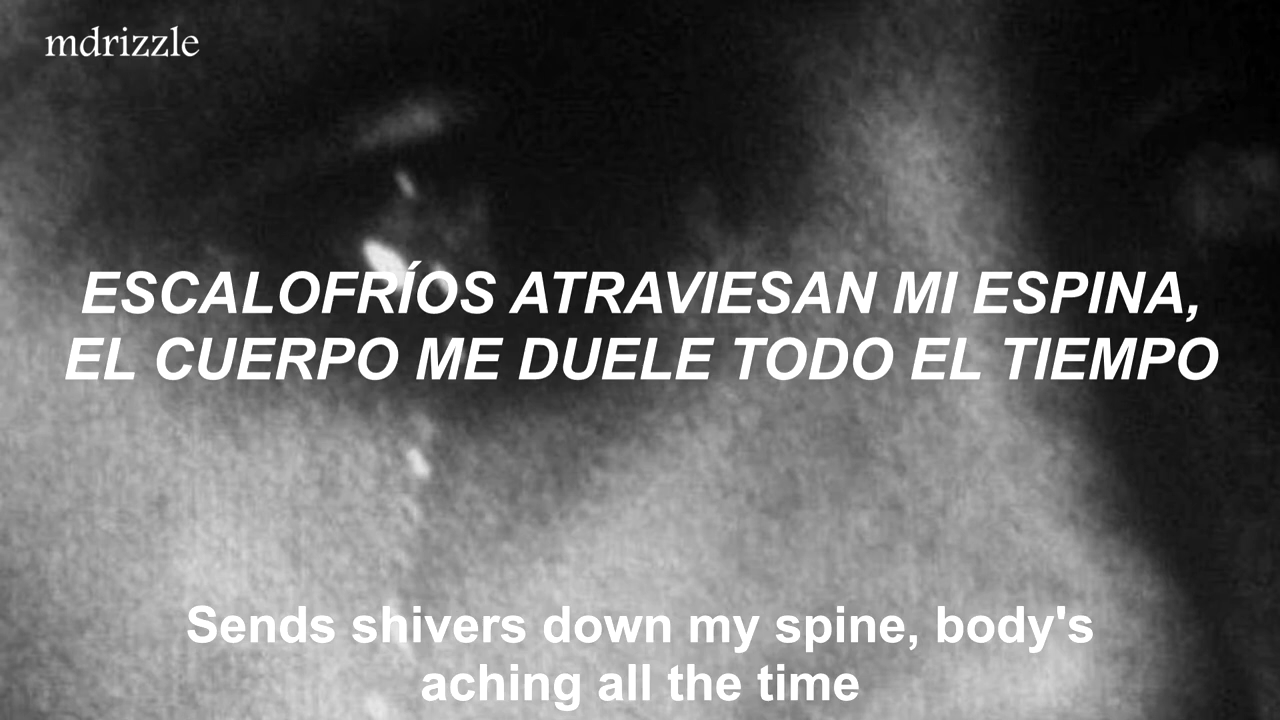 mdrizzle
ESCALOFRÍOS ATRAVIESAN MI ESPINA,
EL CUERPO ME DUELE TODO EL TIEMPO
Sends shivers down my spine, body's
aching all the time